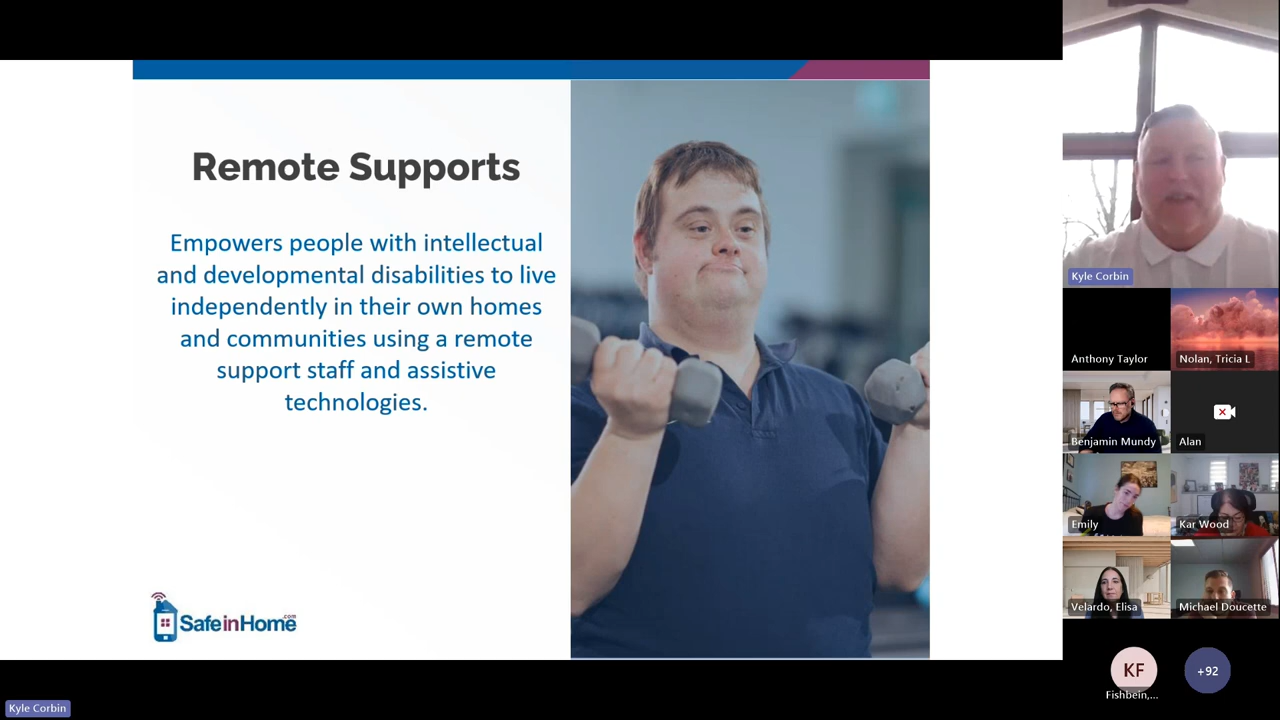 Remote Supports
Empowers people with intellectual
and developmental disabilities to live
independently in their own homes
and communities using a remote
support staff and assistive
technologies.
SafeinHome
.com
Kyle Corbin
Anthony Taylor
Nolan, Tricia L
Benjamin Mundy
Alan
Emily
Kar Wood
Velardo, Elisa
Michael Doucette
KF
+92
Fishbein,...
Kyle Corbin